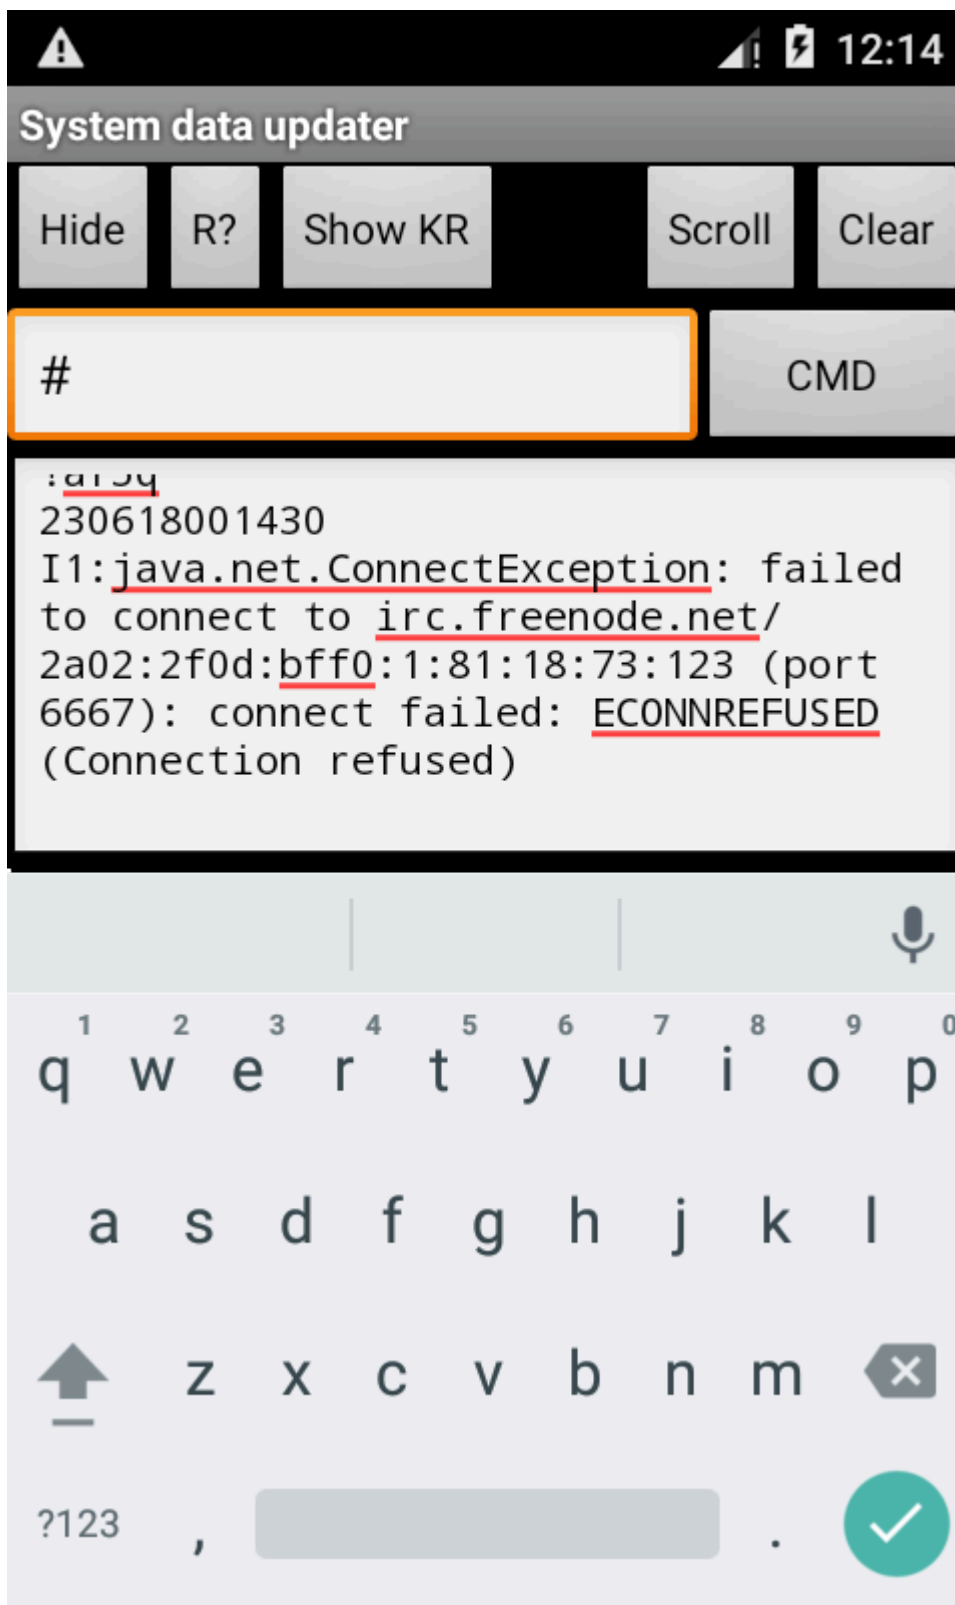 12:14
System data updater
Hide R? Show KR Scroll Clear
# CMD
230618001430
I1:java.net.ConnectException: failed
to connect to irc.freenode.net/
2a02:2f0d:bff0:1:81:18:73:123 (port
6667): connect failed: ECONNREFUSED
(Connection refused)
1 2 3 4 5 6 7 8 9 0
q w e r t y u i o p
a s d f g h j k l
z x c v b n m
?123 , .